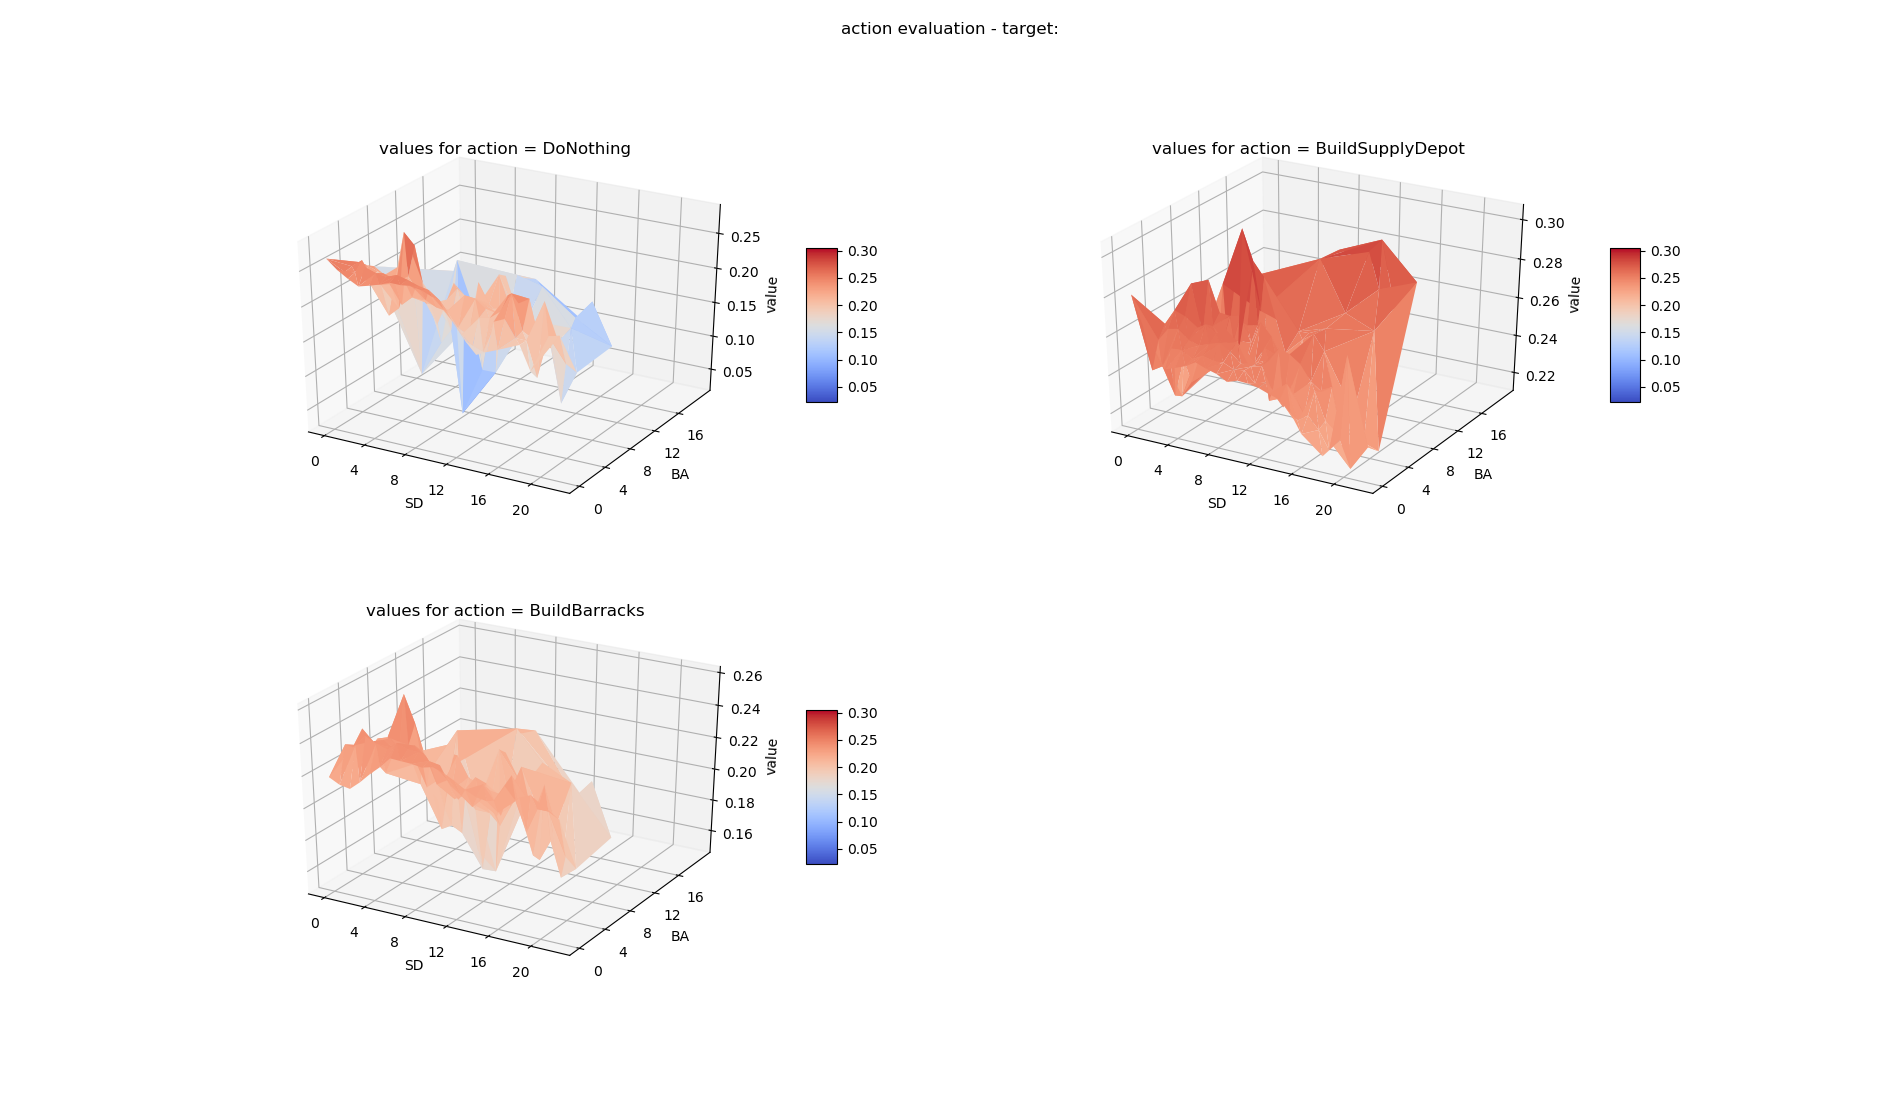 action evaluation - target:
values for action = DoNothing
0.25
0.20
0.15
0.10
0.05
value
0 4 8 12 16 20
SD
0 4 8 12 16
BA
0.30
0.25
0.20
0.15
0.10
0.05
values for action = BuildSupplyDepot
0.30
0.28
0.26
0.24
0.22
value
0 4 8 12 16 20
SD
0 4 8 12 16
BA
0.30
0.25
0.20
0.15
0.10
0.05
values for action = BuildBarracks
0.26
0.24
0.22
0.20
0.18
0.16
value
0 4 8 12 16 20
SD
0 4 8 12 16
BA
0.30
0.25
0.20
0.15
0.10
0.05